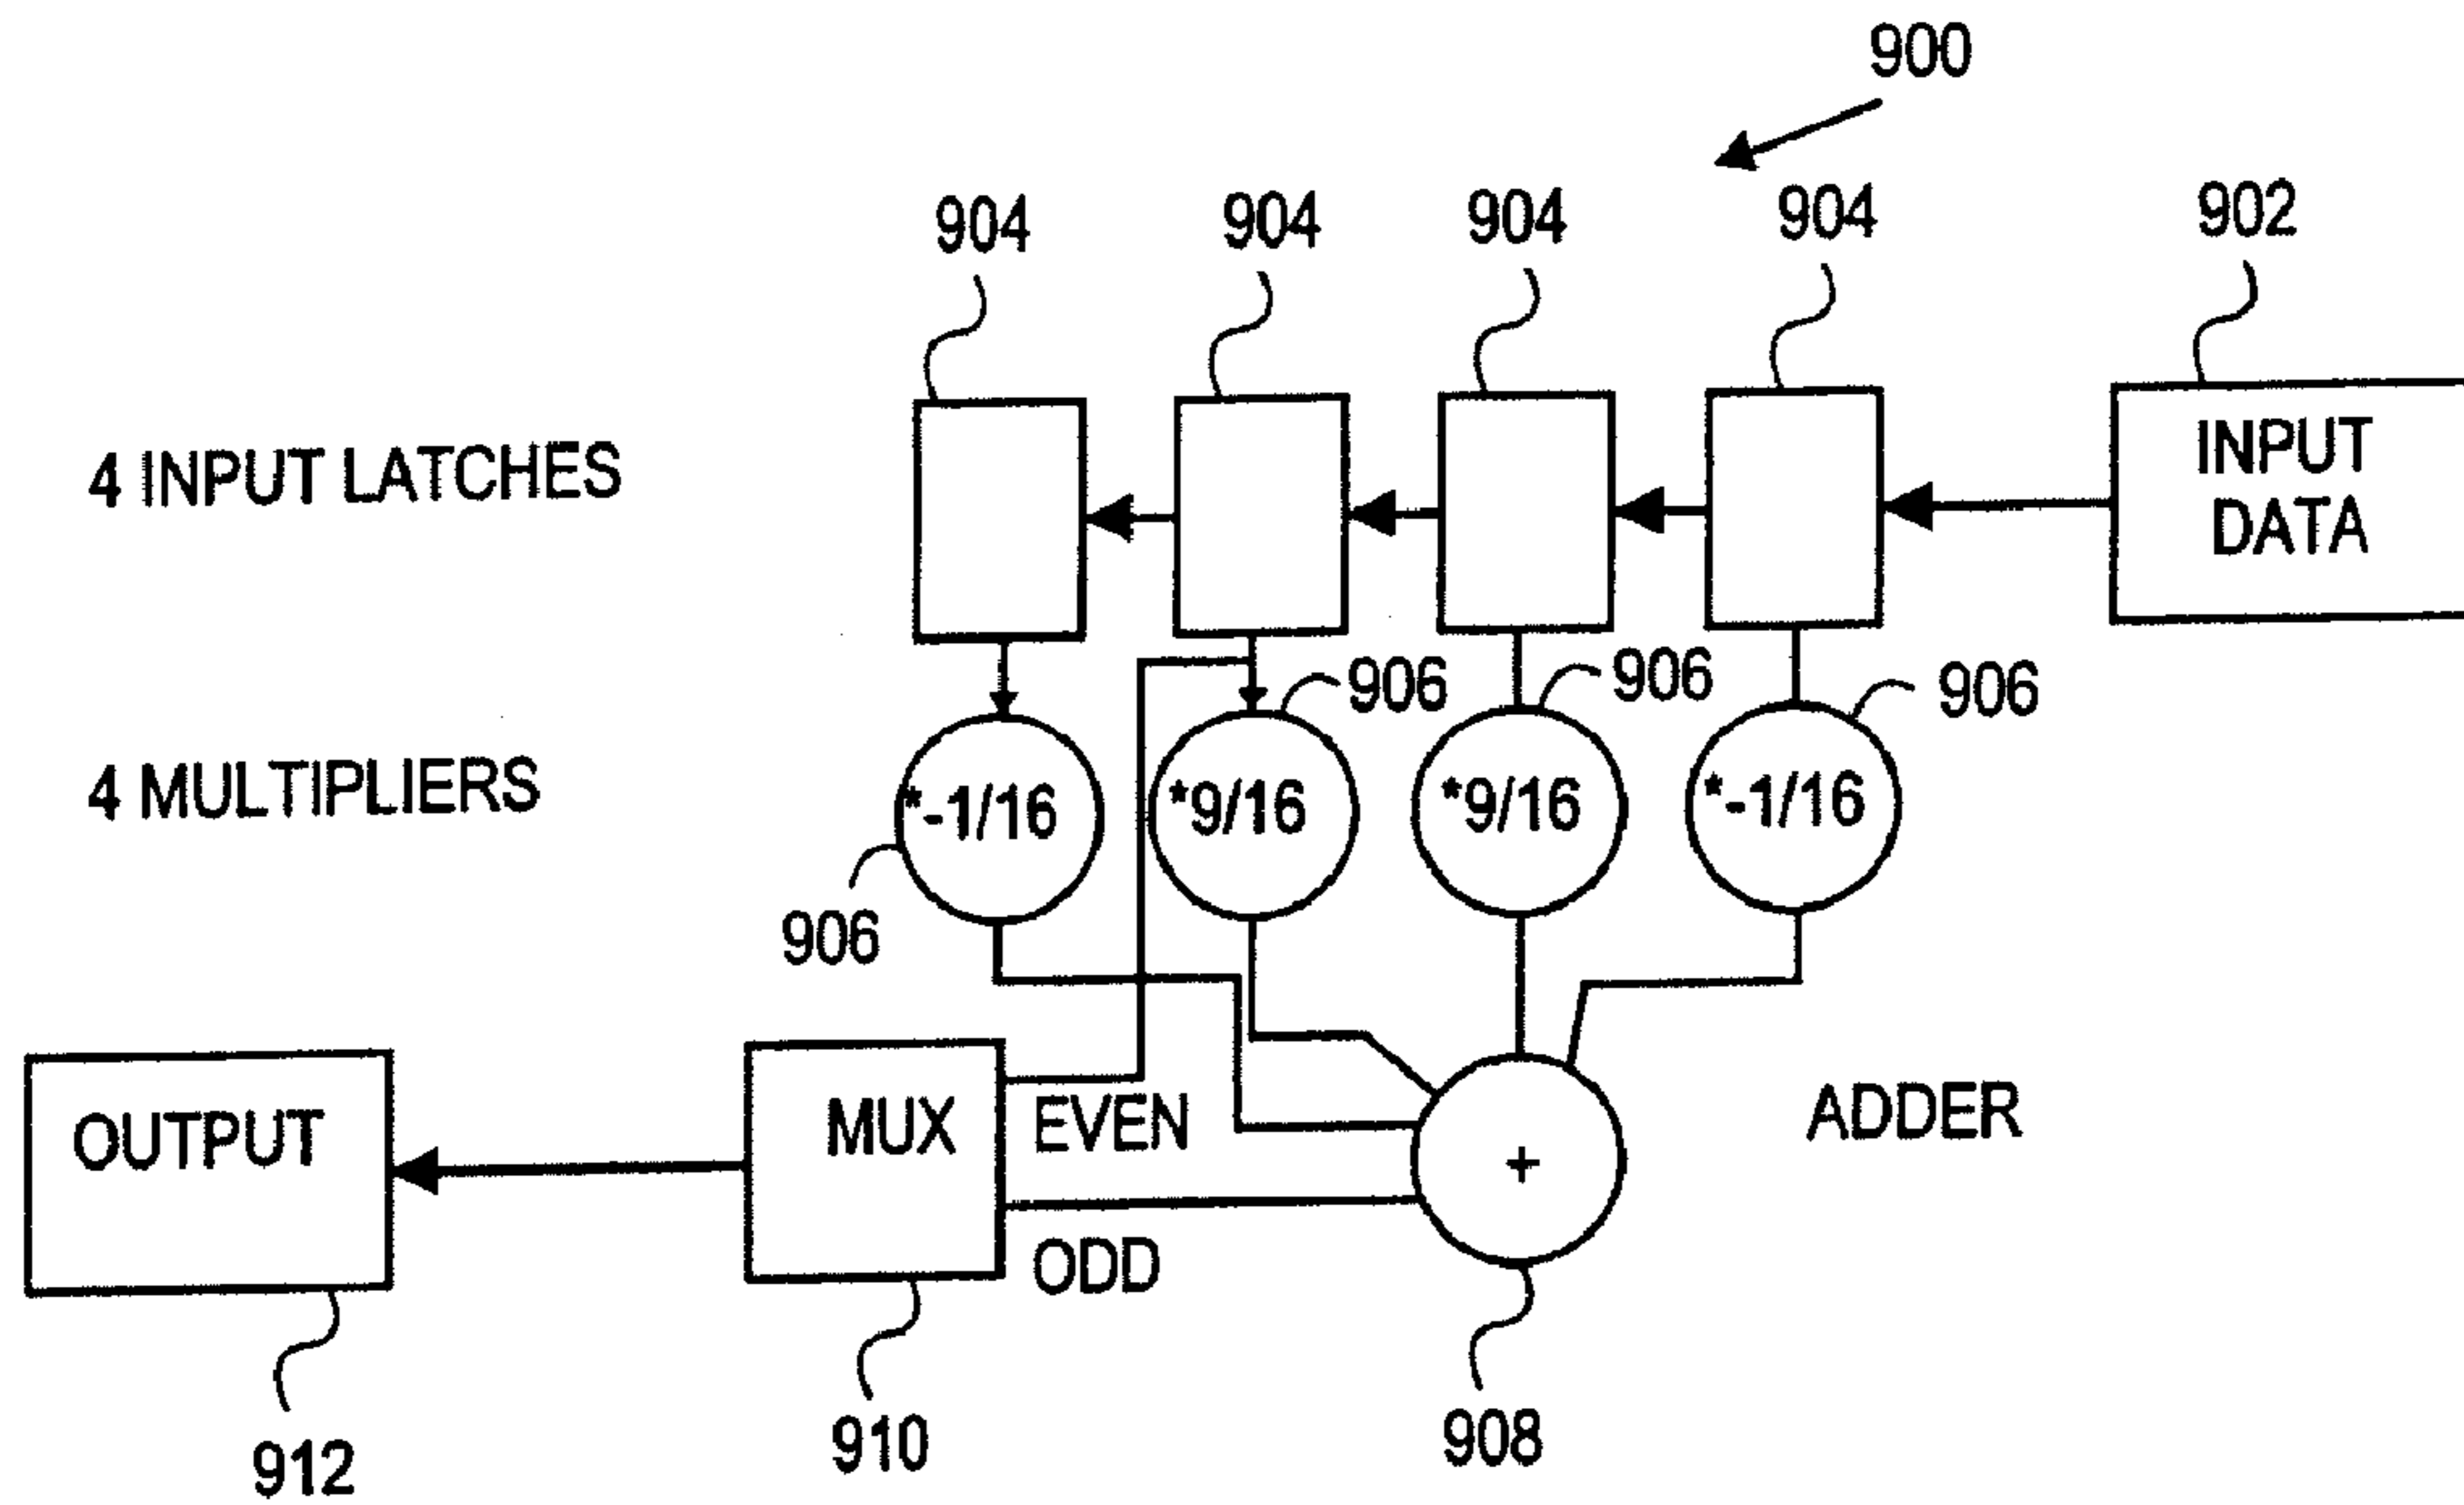 900
904
904
904
904
902
4 INPUT LATCHES
INPUT
DATA
906
906
906
4 MULTIPLIERS
*-1/16
*9/16
*9/16
*-1/16
906
OUTPUT
MUX
EVEN
+
ADDER
ODD
912
910
908